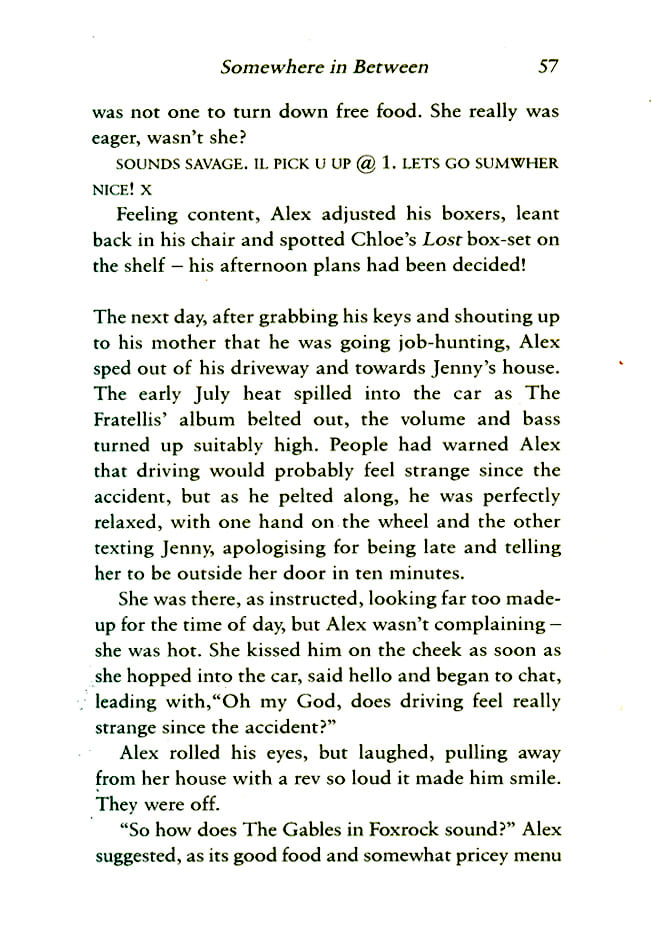 Somewhere in Between 57
was not one to turn down free food. She really was
eager, wasn't she?
SOUNDS SAVAGE. IL PICK U UP @ 1. LETS GO SUMWHER
NICE! X
Feeling content, Alex adjusted his boxers, leant
back in his chair and spotted Chloe's Lost box-set on
the shelf – his afternoon plans had been decided!
The next day, after grabbing his keys and shouting up
to his mother that he was going job-hunting, Alex
sped out of his driveway and towards Jenny's house.
The early July heat spilled into the car as The
Fratellis' album belted out, the volume and bass
turned up suitably high. People had warned Alex
that driving would probably feel strange since the
accident, but as he pelted along, he was perfectly
relaxed, with one hand on the wheel and the other
texting Jenny, apologising for being late and telling
her to be outside her door in ten minutes.
She was there, as instructed, looking far too made-
up for the time of day, but Alex wasn't complaining –
she was hot. She kissed him on the cheek as soon as
she hopped into the car, said hello and began to chat,
leading with,“Oh my God, does driving feel really
strange since the accident?”
Alex rolled his eyes, but laughed, pulling away
from her house with a rev so loud it made him smile.
They were off.
“So how does The Gables in Foxrock sound?” Alex
suggested, as its good food and somewhat pricey menu